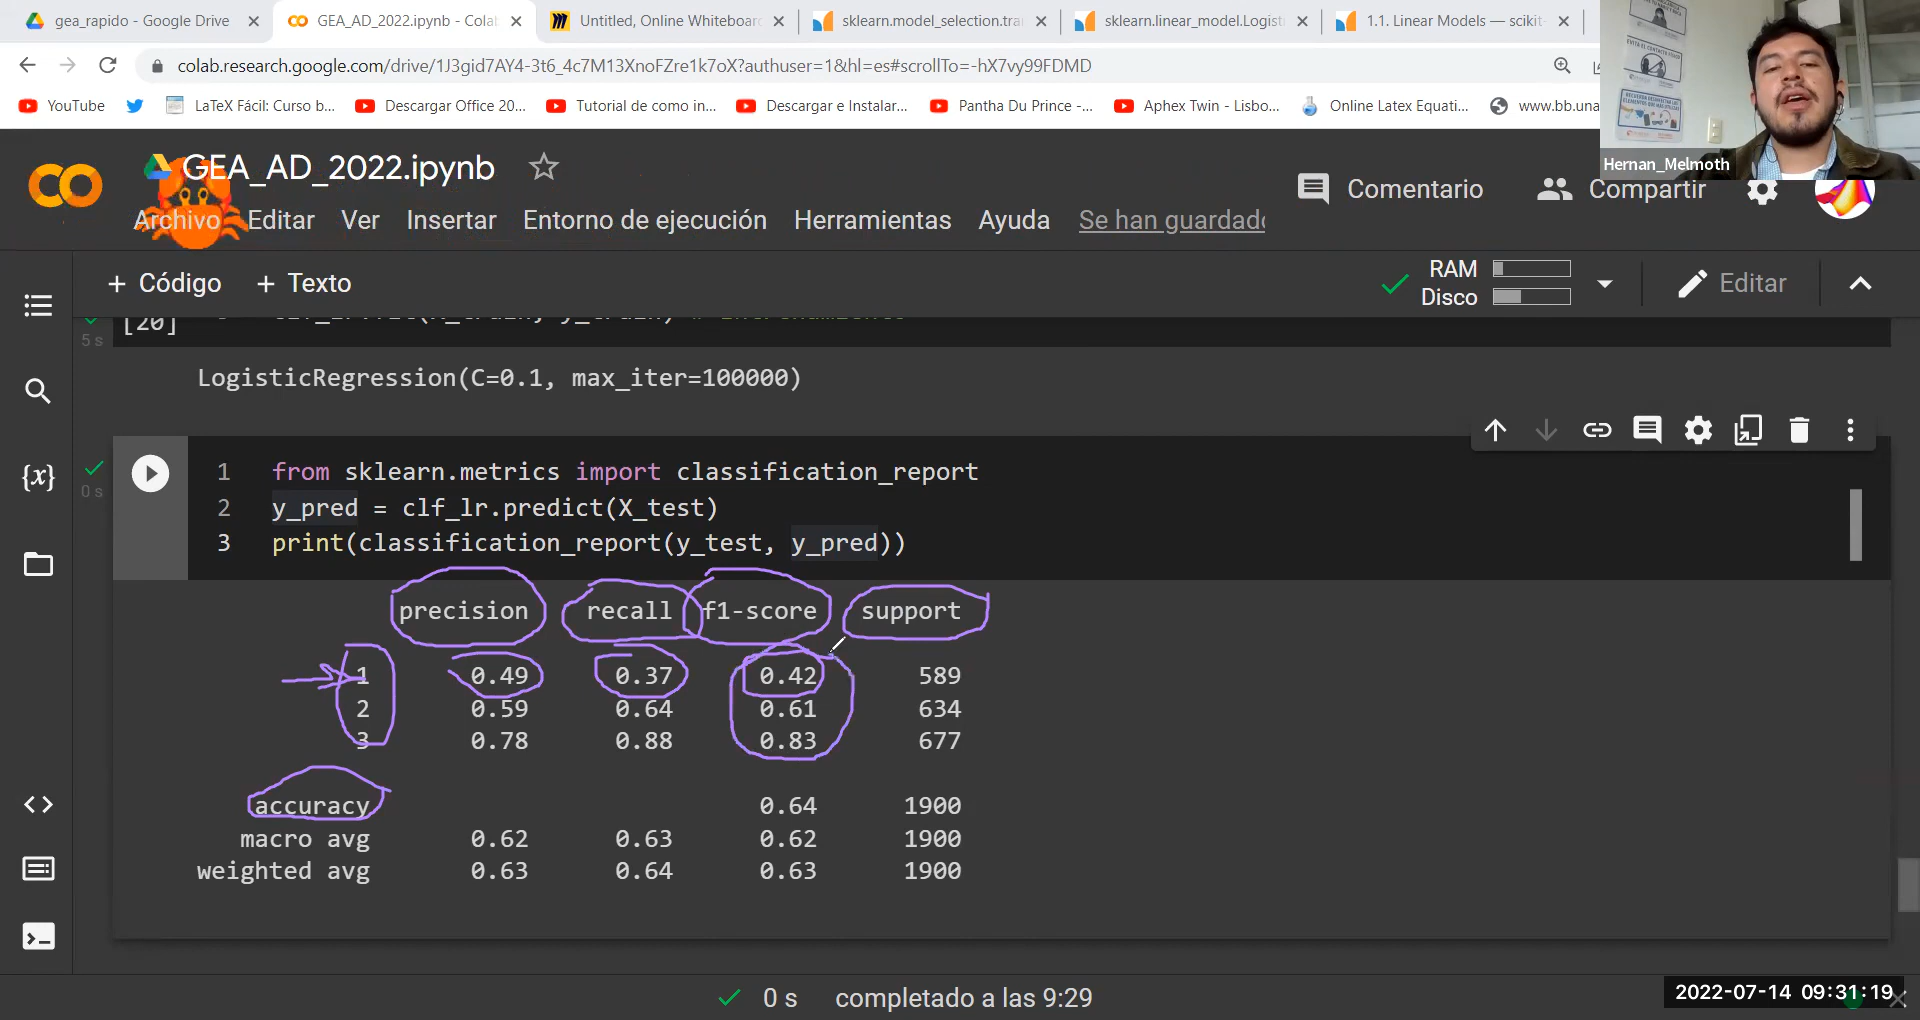 gea_rapido - Google Drive
GEA_AD_2022.ipynb - Colab
Untitled, Online Whiteboard
sklearn.model_selection.tra
sklearn.linear_model.Logist
1.1. Linear Models — scikit-
colab.research.google.com/drive/1J3gid7AY4-3t6_4c7M13XnoFZre1k7oX?authuser=1&hl=es#scrollTo=-hX7vy99FDMD
YouTube
LaTeX Fácil: Curso b...
Descargar Office 20...
Tutorial de como in...
Descargar e Instalar...
Pantha Du Prince -...
Aphex Twin - Lisbo...
Online Latex Equati...
www.bb.una
EVITA EL CONTACTO FÍSICO
Hernan_Melmoth
CO
GEA_AD_2022.ipynb
Comentario
Compartir
Archivo Editar Ver Insertar Entorno de ejecución Herramientas Ayuda Se han guardado
+ Código + Texto
RAM
Disco
Editar
[20]
5 s
LogisticRegression(C=0.1, max_iter=100000)
{x}
0 s
1 from sklearn.metrics import classification_report
2 y_pred = clf_lr.predict(X_test)
3 print(classification_report(y_test, y_pred))
precision recall f1-score support
1 0.49 0.37 0.42 589
2 0.59 0.64 0.61 634
3 0.78 0.88 0.83 677
accuracy 0.64 1900
macro avg 0.62 0.63 0.62 1900
weighted avg 0.63 0.64 0.63 1900
0 s completado a las 9:29
2022-07-14 09:31:19